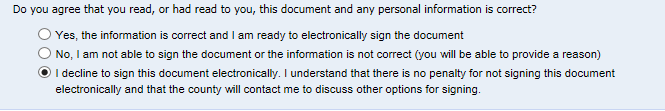 Do you agree that you read, or had read to you, this document and any personal information is correct?
Yes, the information is correct and I am ready to electronically sign the document
No, I am not able to sign the document or the information is not correct (you will be able to provide a reason)
I decline to sign this document electronically. I understand that there is no penalty for not signing this document
electronically and that the county will contact me to discuss other options for signing.